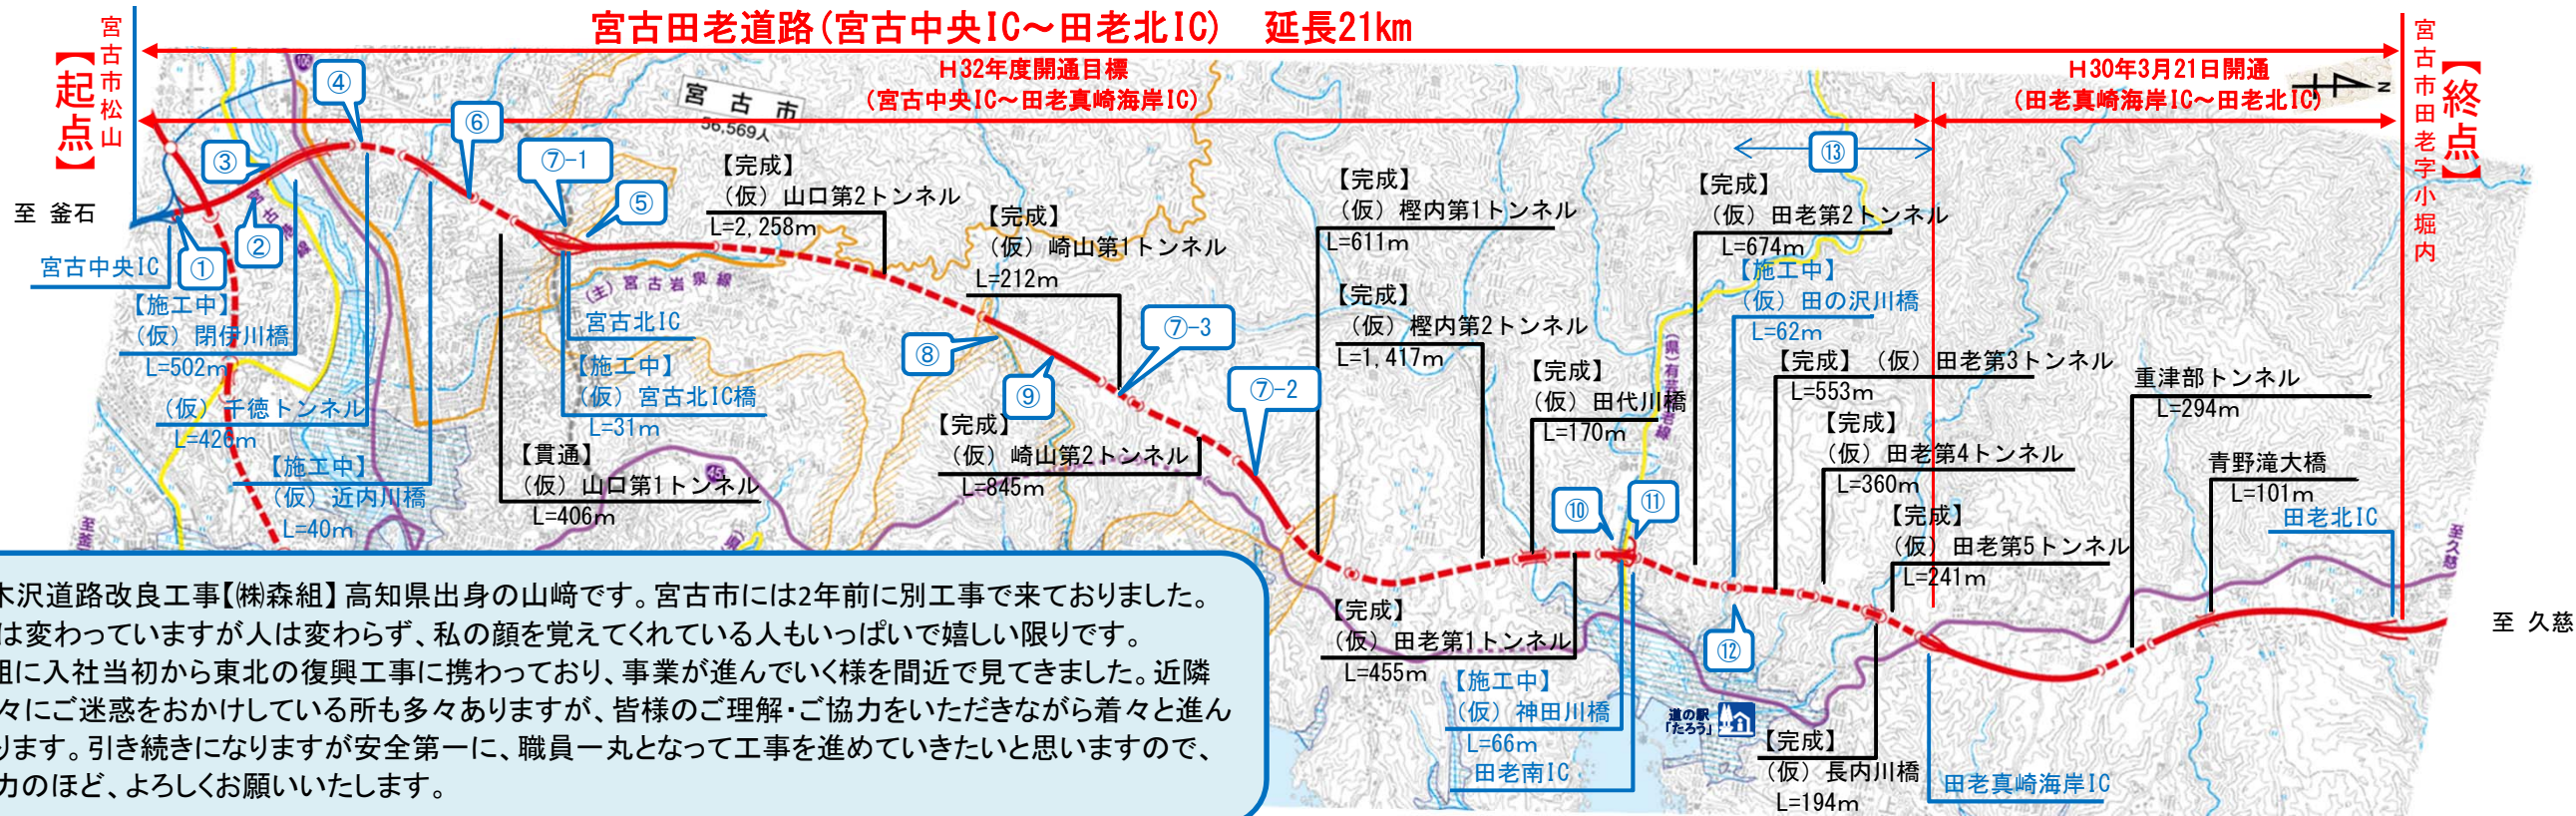 宮古田老道路(宮古中央IC～田老北IC) 延長21km
【起点】
宮古市松山
H32年度開通目標
(宮古中央IC～田老真崎海岸IC)
H30年3月21日開通
(田老真崎海岸IC～田老北IC)
N
【終点】
宮古市田老字小堀内
宮古市
56,569人
106
④
⑥
③
⑦-1
⑤
②
①
⑬
至 釜石
宮古中央IC
【施工中】
(仮) 閉伊川橋
L=502m
(仮) 千徳トンネル
【施工中】
(仮) 近内川橋
L=40m
【貫通】
(仮) 山口第1トンネル
L=406m
(主) 宮古岩泉線
宮古北IC
【施工中】
(仮) 宮古北IC橋
L=31m
45
【完成】
(仮) 山口第2トンネル
L=2,258m
【完成】
(仮) 崎山第1トンネル
L=212m
⑧
⑨
⑦-3
⑦-2
【完成】
(仮) 崎山第2トンネル
L=845m
【完成】
(仮) 樫内第1トンネル
L=611m
【完成】
(仮) 樫内第2トンネル
L=1,417m
【完成】
(仮) 田代川橋
L=170m
⑩
⑪
【完成】
(仮) 田老第1トンネル
L=455m
【施工中】
(仮) 神田川橋
L=66m
田老南IC
【完成】
(仮) 田老第2トンネル
L=674m
【施工中】
(仮) 田の沢川橋
L=62m
【完成】 (仮) 田老第3トンネル
L=553m
【完成】
(仮) 田老第4トンネル
L=360m
【完成】
(仮) 田老第5トンネル
L=241m
⑫
道の駅
「たろう」
【完成】
(仮) 長内川橋
L=194m
田老真崎海岸IC
重津部トンネル
L=294m
青野滝大橋
L=101m
田老北IC
至久慈
至 久慈
木沢道路改良工事【㈱森組】 高知県出身の山﨑です。宮古市には2年前に別工事で来ておりました。
は変わっていますが人は変わらず、私の顔を覚えてくれている人もいっぱいで嬉しい限りです。
組に入社当初から東北の復興工事に携わっており、事業が進んでいく様を間近で見てきました。近隣
々にご迷惑をおかけしている所も多々ありますが、皆様のご理解・ご協力をいただきながら着々と進ん
ります。引き続きになりますが安全第一に、職員一丸となって工事を進めていきたいと思いますので、
力のほど、よろしくお願いいたします。